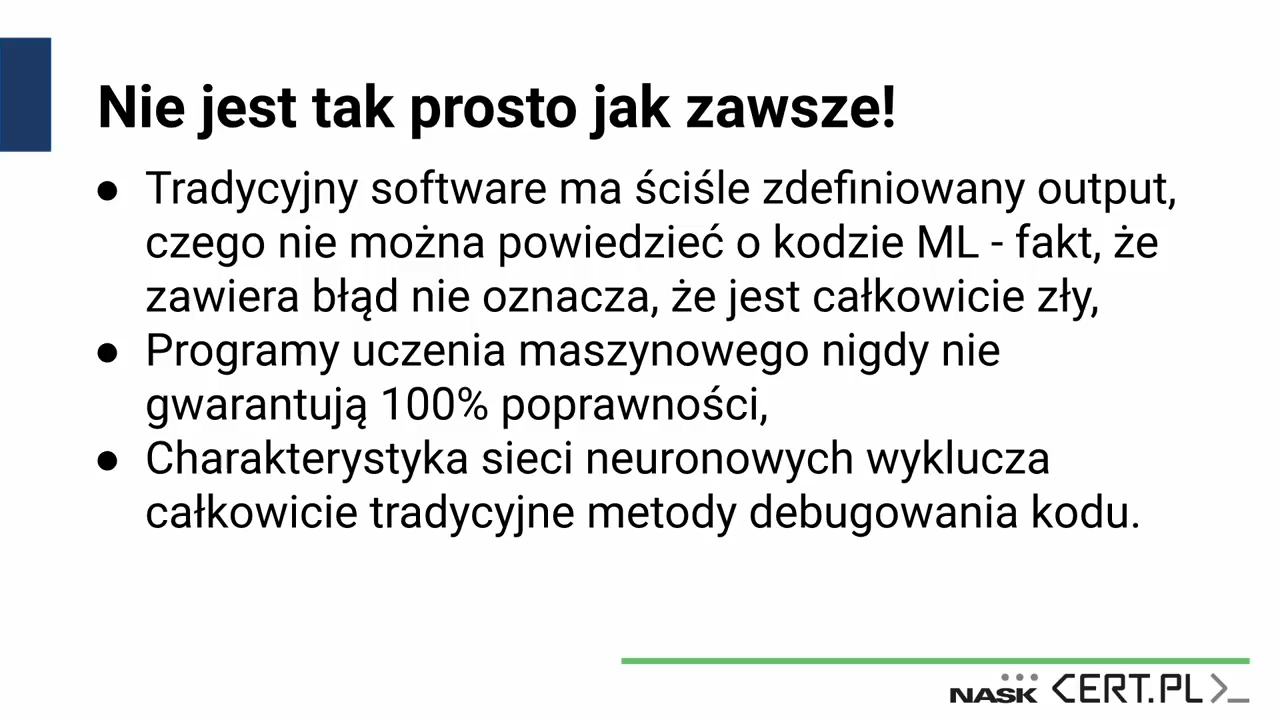 Nie jest tak prosto jak zawsze!
● Tradycyjny software ma ściśle zdefiniowany output,
czego nie można powiedzieć o kodzie ML - fakt, że
zawiera błąd nie oznacza, że jest całkowicie zły,
● Programy uczenia maszynowego nigdy nie
gwarantują 100% poprawności,
● Charakterystyka sieci neuronowych wyklucza
całkowicie tradycyjne metody debugowania kodu.
NASK CERT.PL>_